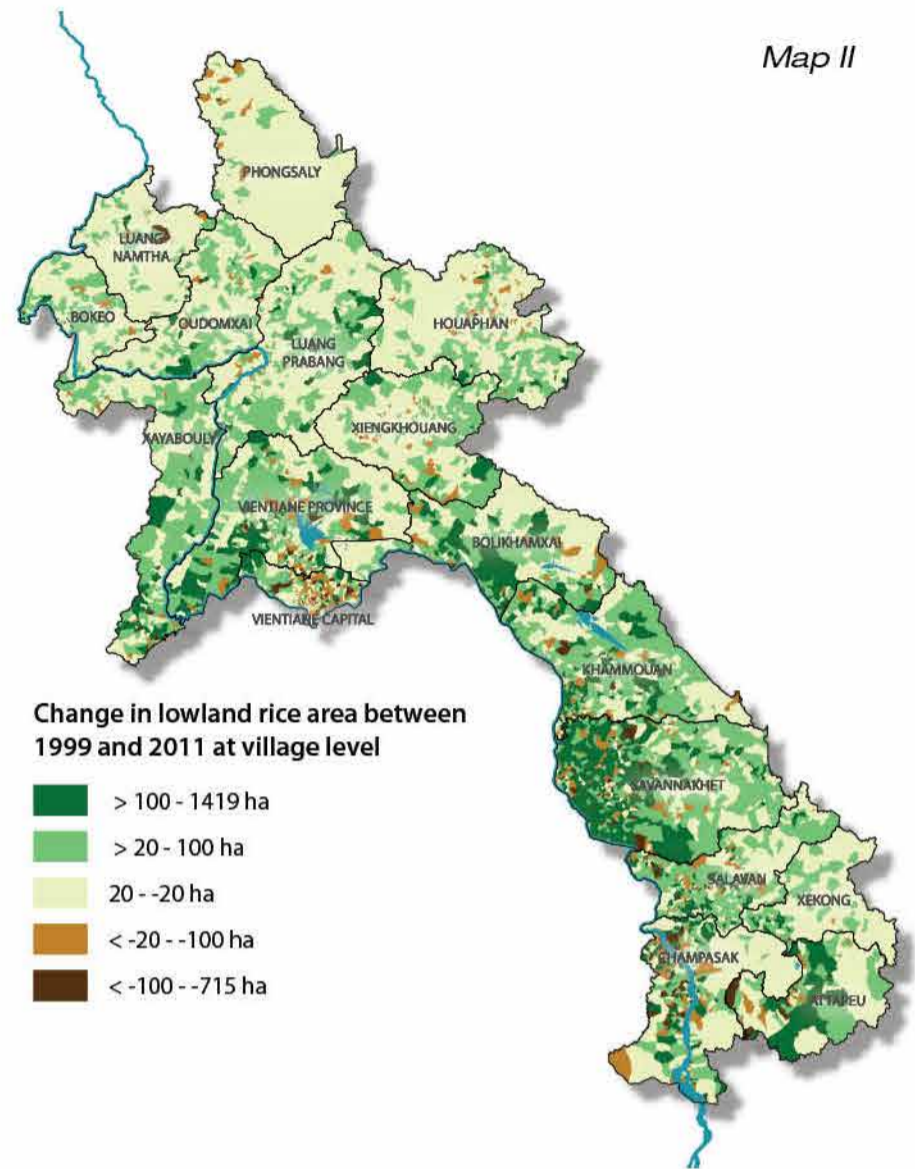 Map II
PHONGSALY
LUANG
NAMTHA
BOKEO
OUDOMXAI
LUANG
PRABANG
HOUAPHAN
XAYABOULY
XIENGKHOUANG
VIENTIANE PROVINCE
BOLIKHAMXAI
VIENTIANE CAPITAL
KHAMMOUAN
Change in lowland rice area between
1999 and 2011 at village level
> 100 - 1419 ha
> 20 - 100 ha
20 - -20 ha
< -20 - -100 ha
< -100 - -715 ha
SAVANNAKHET
SALAVAN
XEKONG
CHAMPASAK
ATTAPEU